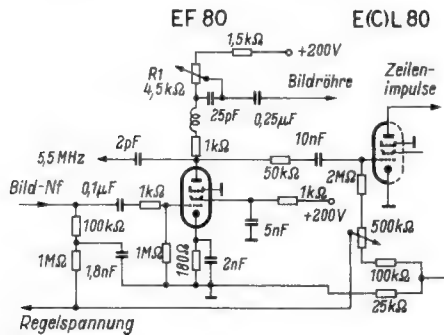 EF 80
E(C)L 80
1,5kΩ
+200V
Zeilen-
impulse
R1
4,5kΩ
Bildröhre
25pF
0,25µF
1kΩ
2pF
10nF
5,5 MHz
50kΩ
2MΩ
Bild-Nf
0,1µF
1kΩ
1kΩ
+200V
500kΩ
100kΩ
5nF
1MΩ
180Ω
2nF
1MΩ
1,8nF
100kΩ
25kΩ
Regelspannung